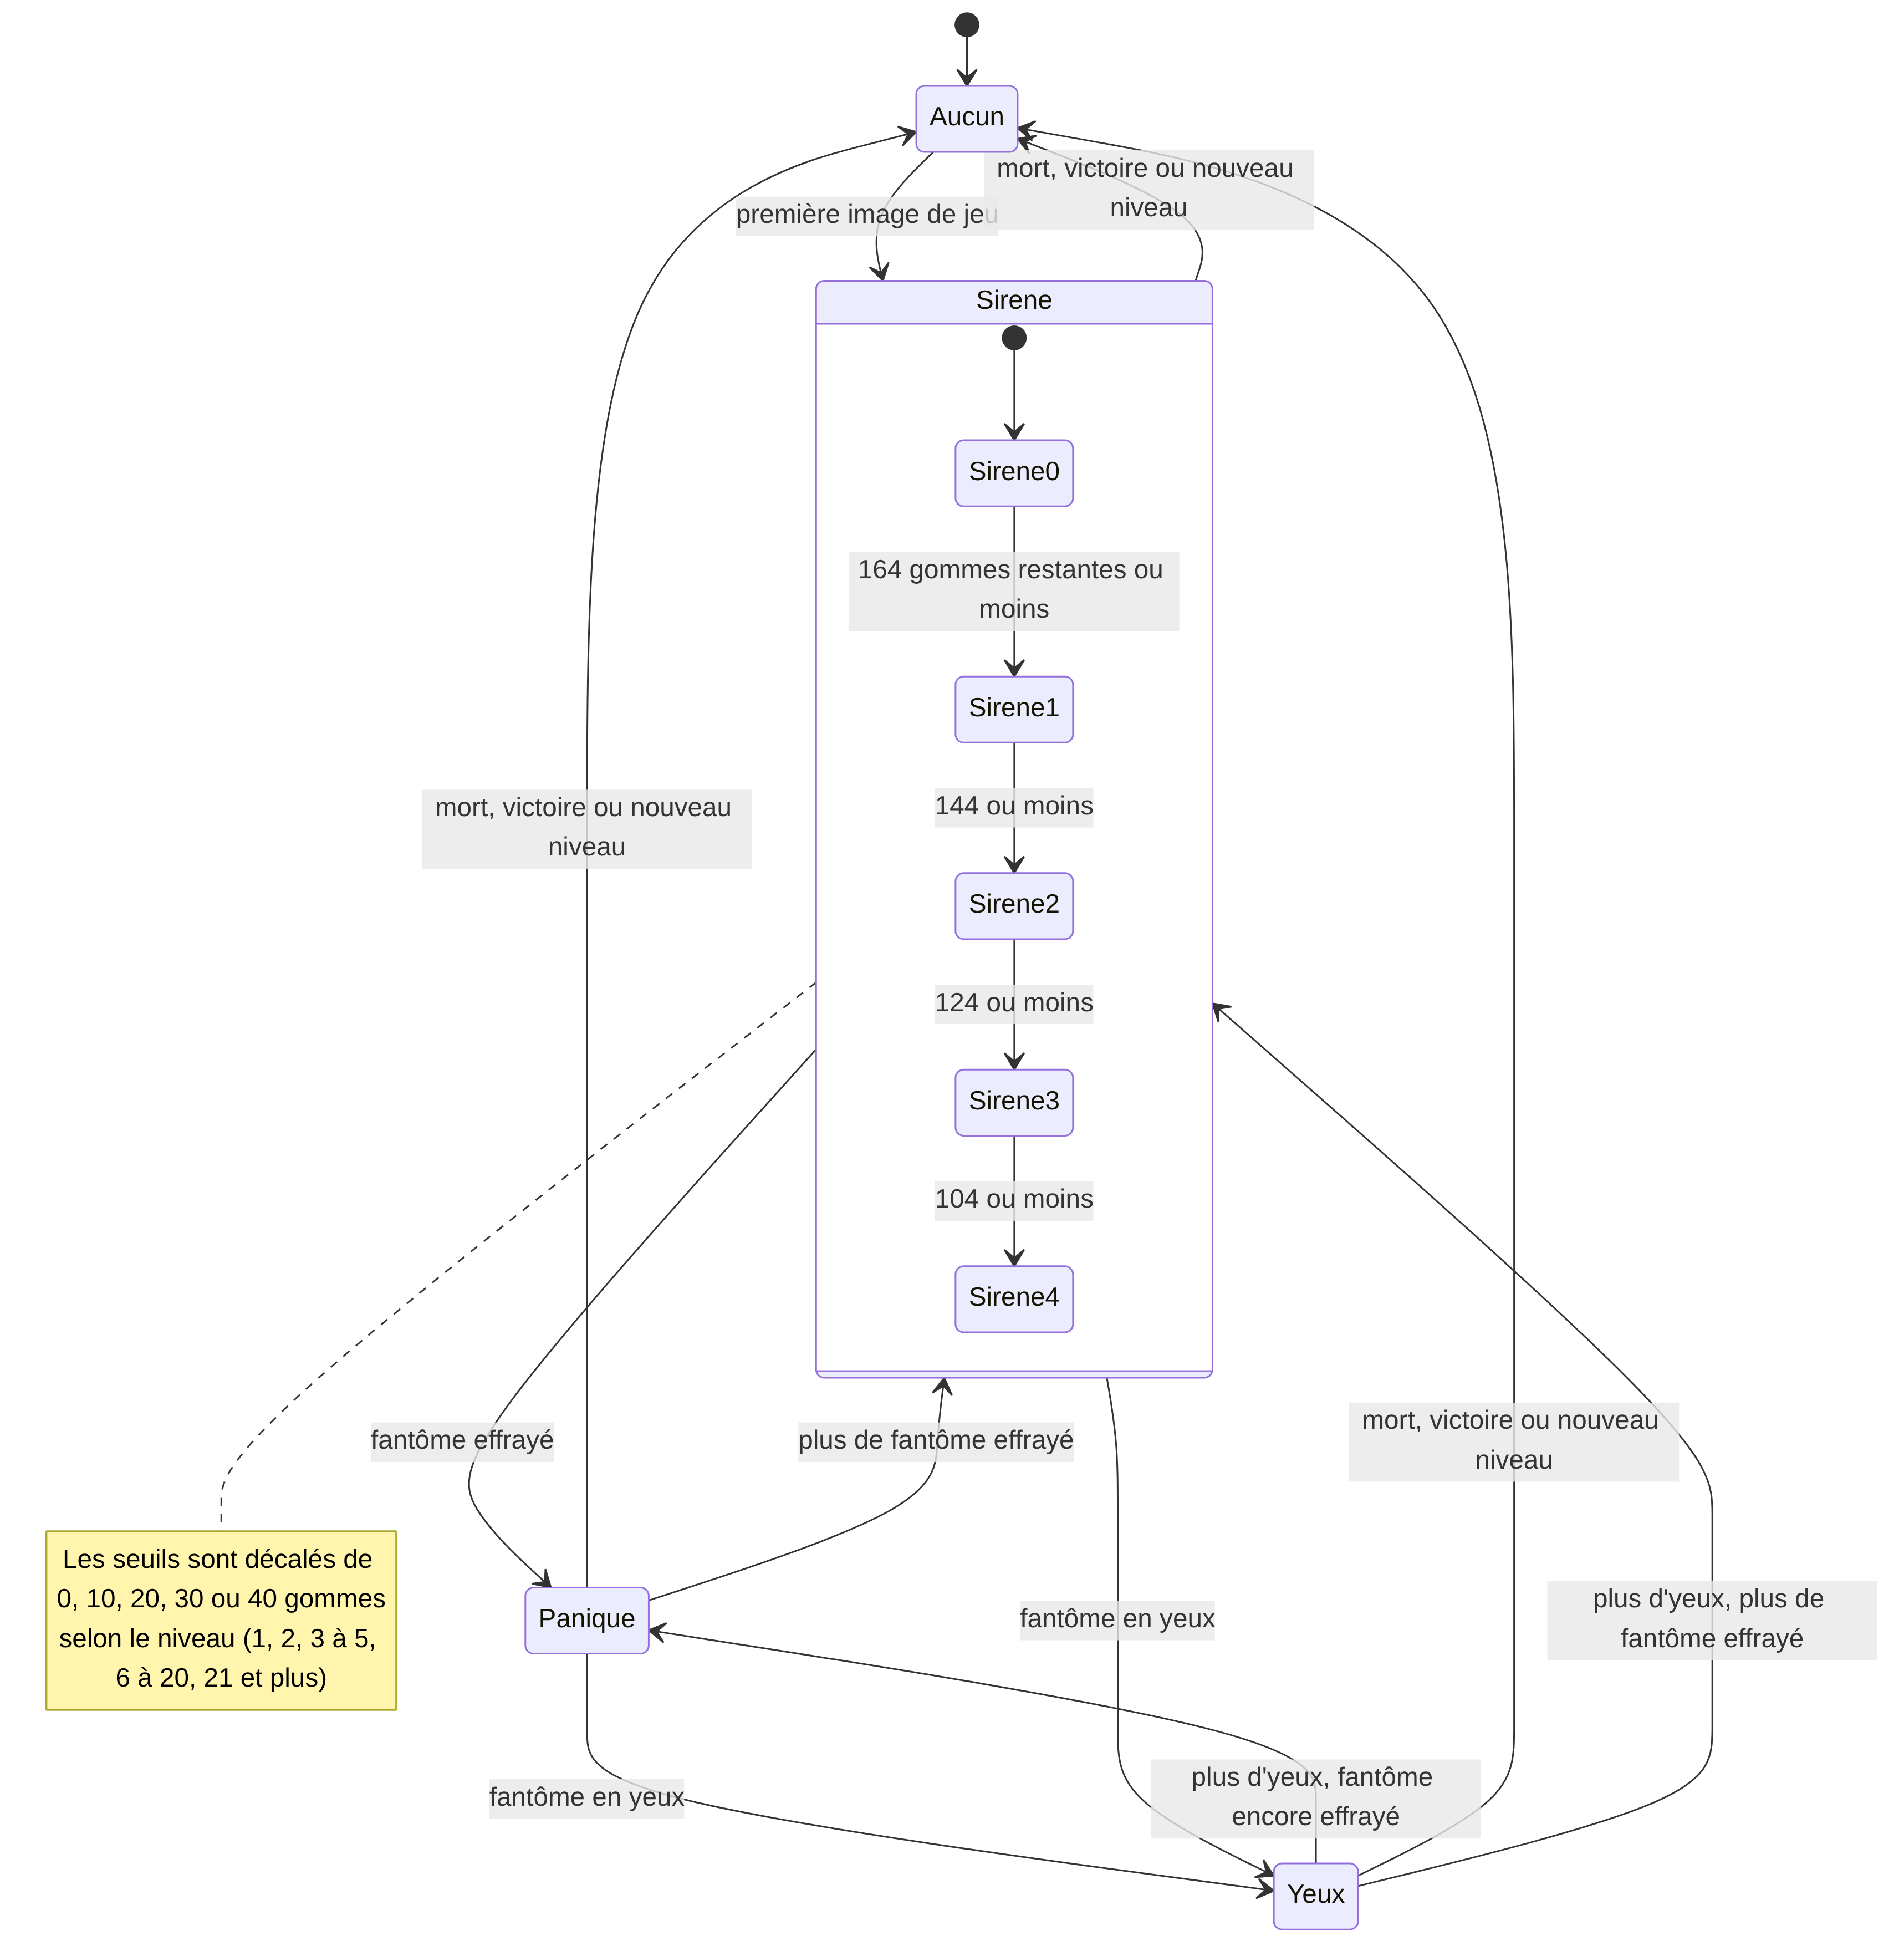 Aucun
mort, victoire ou nouveau
niveau
première image de jeu
Sirene
Sirene0
164 gommes restantes ou
moins
Sirene1
mort, victoire ou nouveau
niveau
144 ou moins
Sirene2
124 ou moins
Sirene3
104 ou moins
Sirene4
fantôme effrayé
plus de fantôme effrayé
mort, victoire ou nouveau
niveau
Les seuils sont décalés de
0, 10, 20, 30 ou 40 gommes
selon le niveau (1, 2, 3 à 5,
6 à 20, 21 et plus)
Panique
fantôme en yeux
plus d'yeux, plus de
fantôme effrayé
fantôme en yeux
plus d'yeux, fantôme
encore effrayé
Yeux